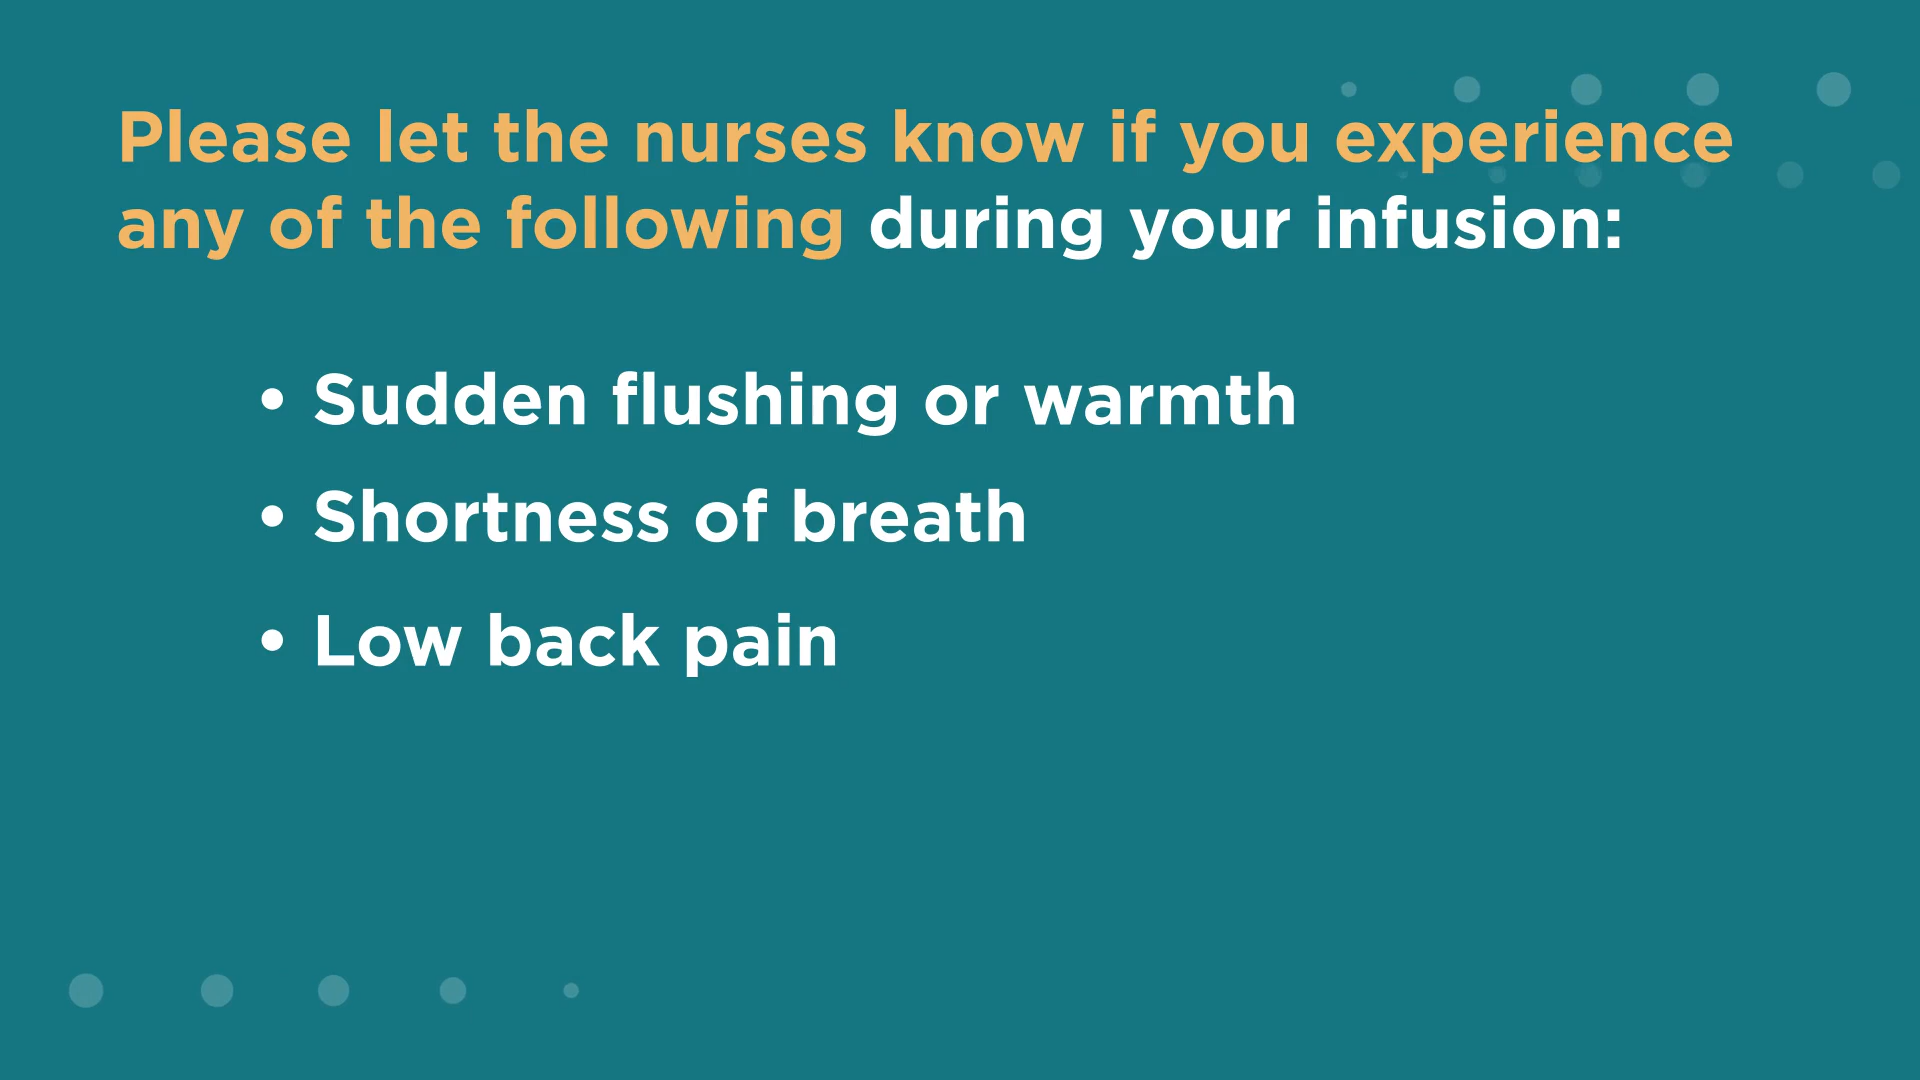 Please let the nurses know if you experience
any of the following during your infusion:
• Sudden flushing or warmth
• Shortness of breath
• Low back pain